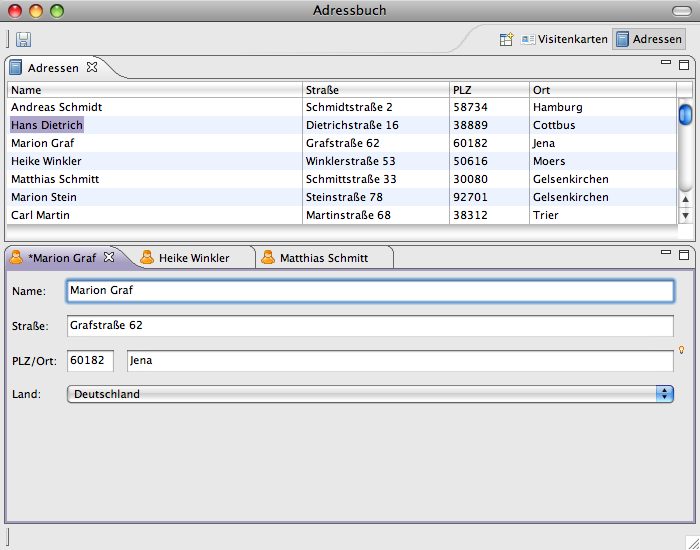 Adressbuch
Visitenkarten Adressen
Adressen
Name Straße PLZ Ort
Andreas Schmidt Schmidtstraße 2 58734 Hamburg
Hans Dietrich Dietrichstraße 16 38889 Cottbus
Marion Graf Grafstraße 62 60182 Jena
Heike Winkler Winklerstraße 53 50616 Moers
Matthias Schmitt Schmittstraße 33 30080 Gelsenkirchen
Marion Stein Steinstraße 78 92701 Gelsenkirchen
Carl Martin Martinstraße 68 38312 Trier
*Marion Graf Heike Winkler Matthias Schmitt
Name: Marion Graf
Straße: Grafstraße 62
PLZ/Ort: 60182 Jena
Land: Deutschland